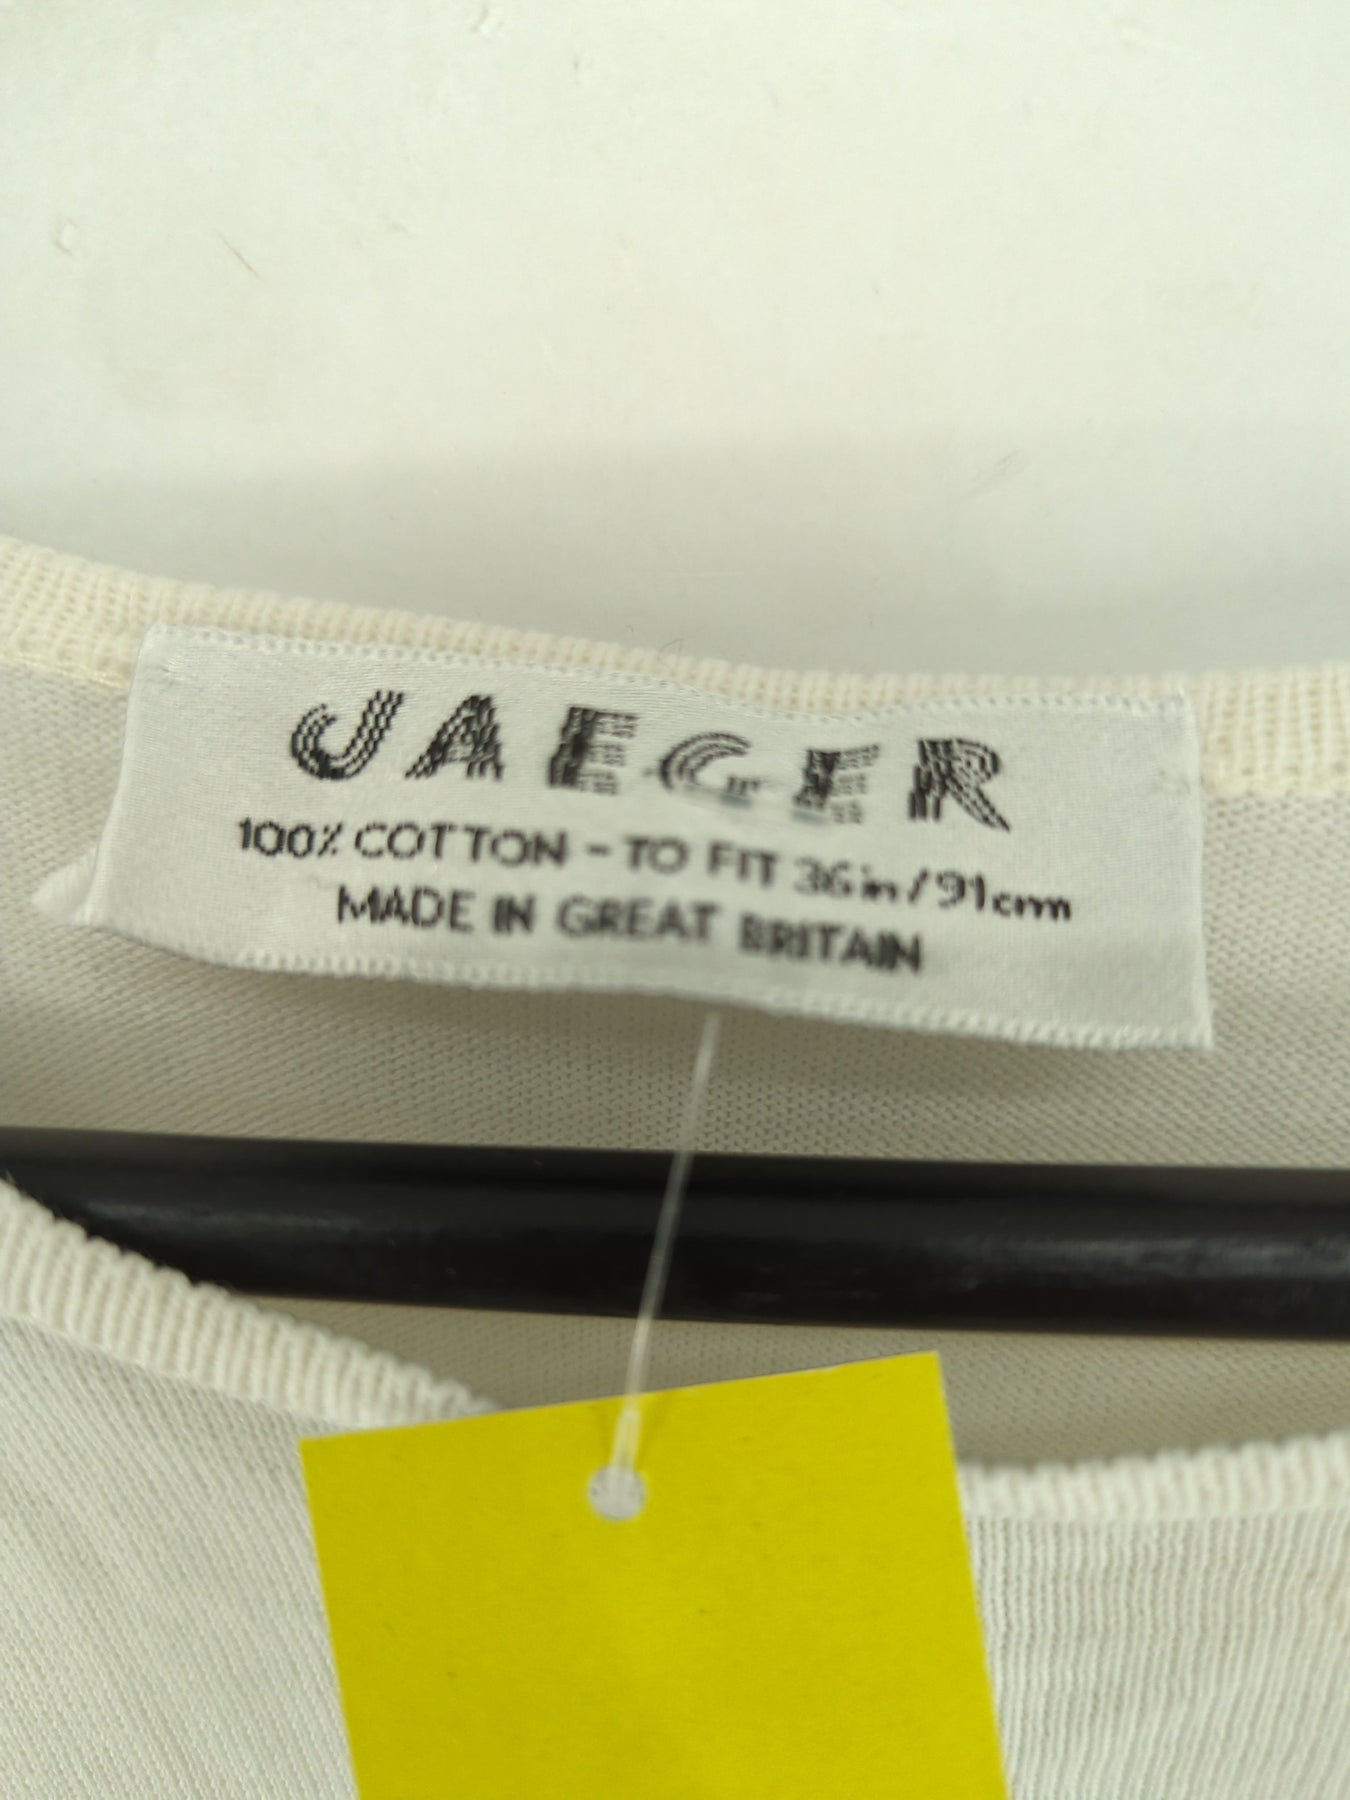 JAEGER
100% COTTON - TO FIT 36in/91cm
MADE IN GREAT BRITAIN